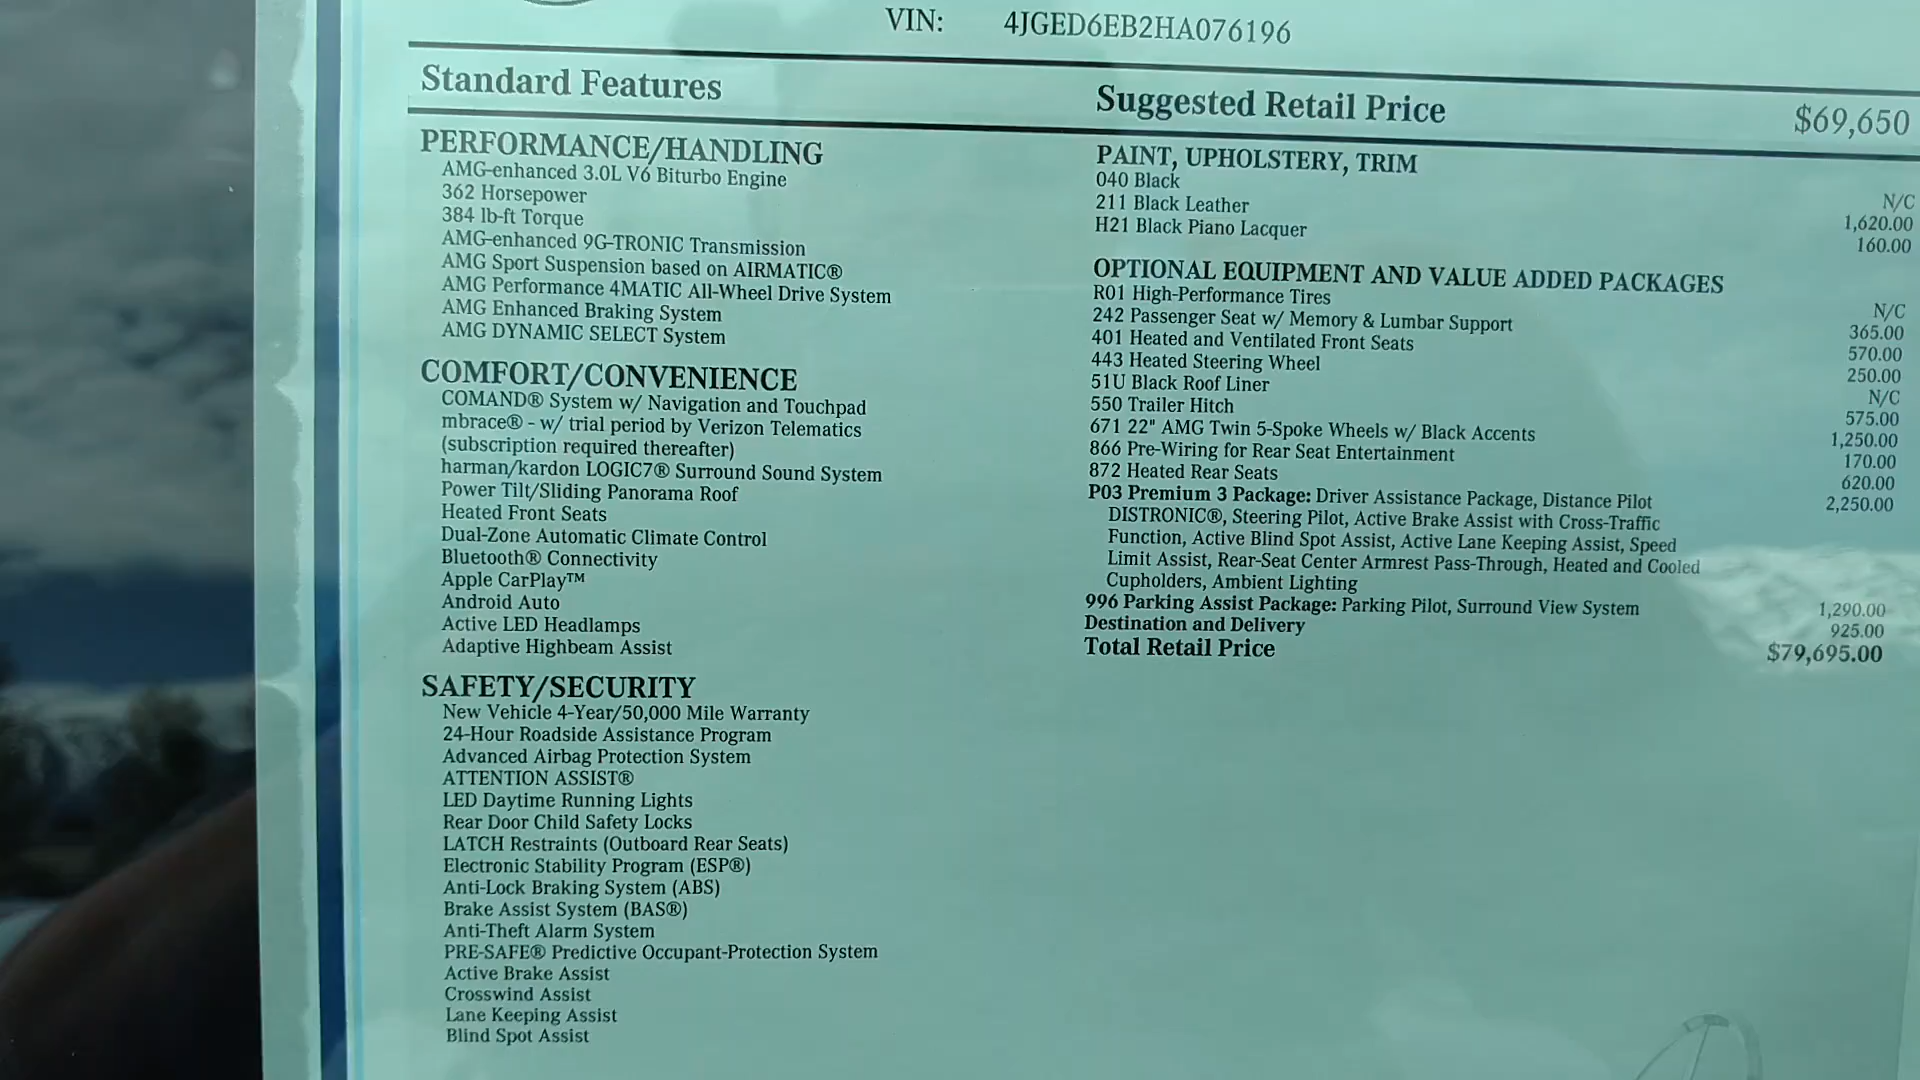 VIN: 4JGED6EB2HA076196
Standard Features
PERFORMANCE/HANDLING
AMG-enhanced 3.0L V6 Biturbo Engine
362 Horsepower
384 lb-ft Torque
AMG-enhanced 9G-TRONIC Transmission
AMG Sport Suspension based on AIRMATIC®
AMG Performance 4MATIC All-Wheel Drive System
AMG Enhanced Braking System
AMG DYNAMIC SELECT System
COMFORT/CONVENIENCE
COMAND® System w/ Navigation and Touchpad
mbrace® - w/ trial period by Verizon Telematics
(subscription required thereafter)
harman/kardon LOGIC7® Surround Sound System
Power Tilt/Sliding Panorama Roof
Heated Front Seats
Dual-Zone Automatic Climate Control
Bluetooth® Connectivity
Apple CarPlay™
Android Auto
Active LED Headlamps
Adaptive Highbeam Assist
SAFETY/SECURITY
New Vehicle 4-Year/50,000 Mile Warranty
24-Hour Roadside Assistance Program
Advanced Airbag Protection System
ATTENTION ASSIST®
LED Daytime Running Lights
Rear Door Child Safety Locks
LATCH Restraints (Outboard Rear Seats)
Electronic Stability Program (ESP®)
Anti-Lock Braking System (ABS)
Brake Assist System (BAS®)
Anti-Theft Alarm System
PRE-SAFE® Predictive Occupant-Protection System
Active Brake Assist
Crosswind Assist
Lane Keeping Assist
Blind Spot Assist
Suggested Retail Price $69,650
PAINT, UPHOLSTERY, TRIM
040 Black N/C
211 Black Leather 1,620.00
H21 Black Piano Lacquer 160.00
OPTIONAL EQUIPMENT AND VALUE ADDED PACKAGES
R01 High-Performance Tires N/C
242 Passenger Seat w/ Memory & Lumbar Support 365.00
401 Heated and Ventilated Front Seats 570.00
443 Heated Steering Wheel 250.00
51U Black Roof Liner N/C
550 Trailer Hitch 575.00
671 22" AMG Twin 5-Spoke Wheels w/ Black Accents 1,250.00
866 Pre-Wiring for Rear Seat Entertainment 170.00
872 Heated Rear Seats 620.00
P03 Premium 3 Package: Driver Assistance Package, Distance Pilot 2,250.00
DISTRONIC®, Steering Pilot, Active Brake Assist with Cross-Traffic
Function, Active Blind Spot Assist, Active Lane Keeping Assist, Speed
Limit Assist, Rear-Seat Center Armrest Pass-Through, Heated and Cooled
Cupholders, Ambient Lighting
996 Parking Assist Package: Parking Pilot, Surround View System 1,290.00
Destination and Delivery 925.00
Total Retail Price $79,695.00